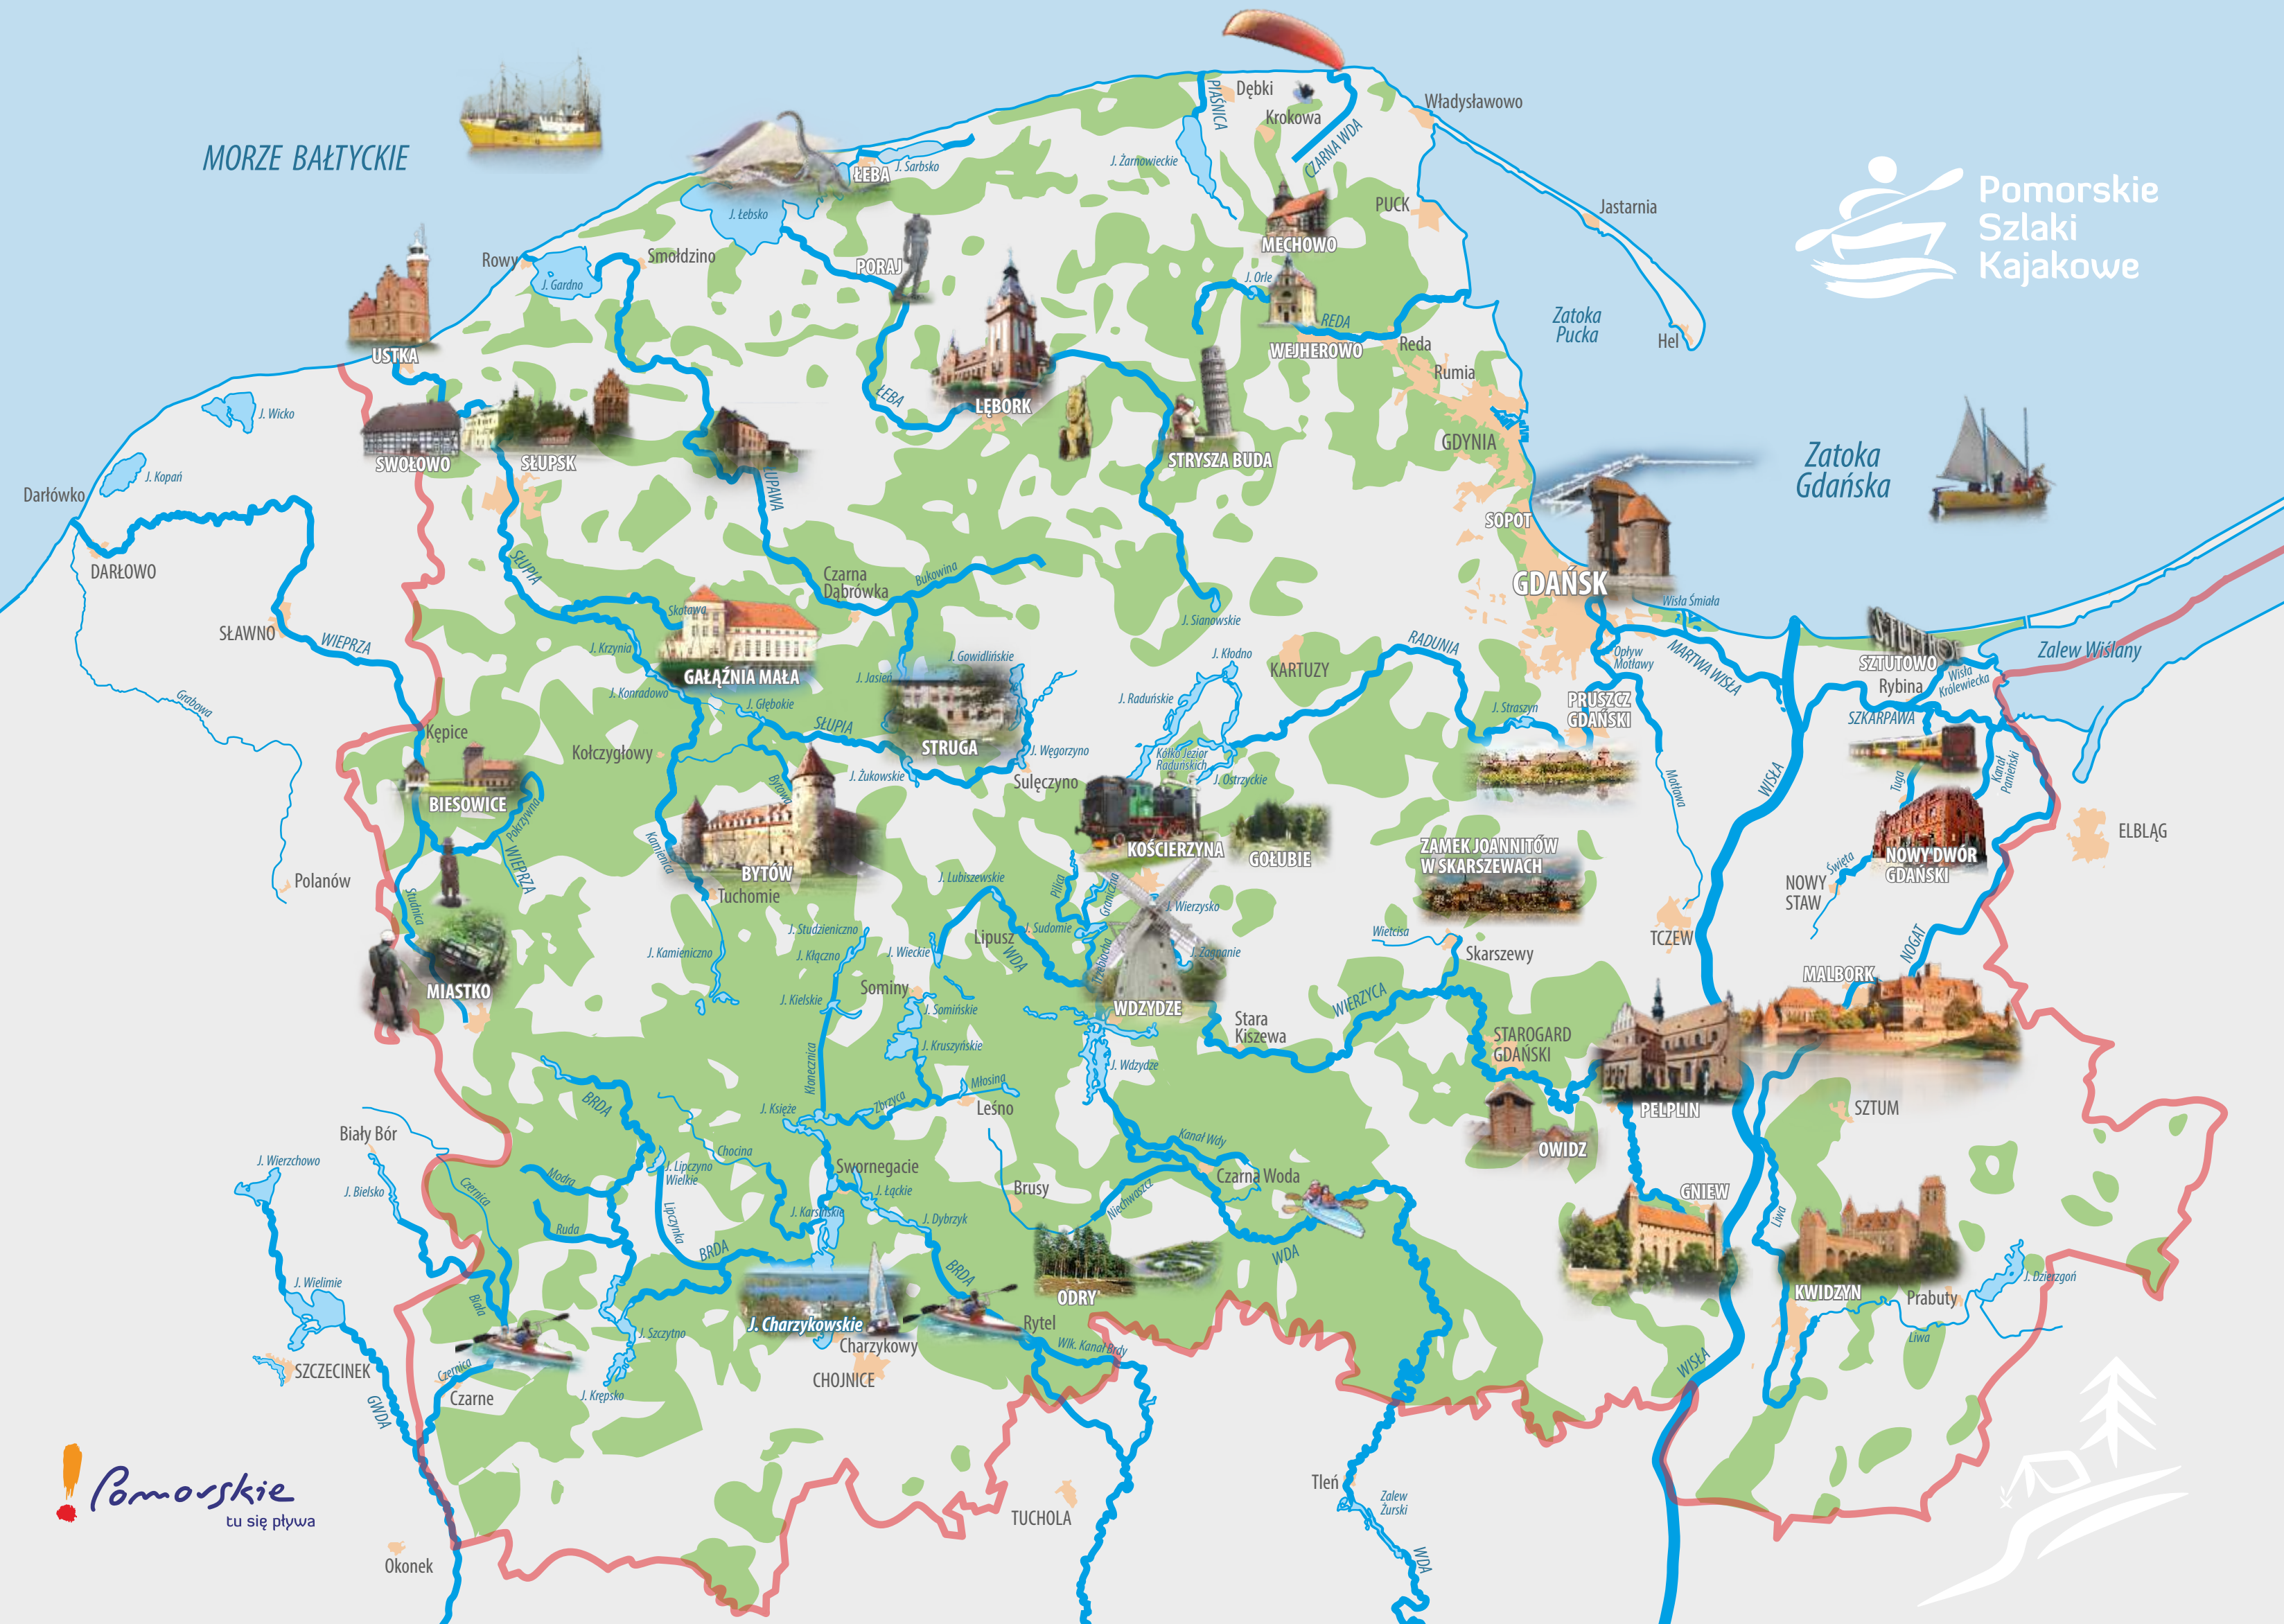 MORZE BAŁTYCKIE
Pomorskie
Szlaki
Kajakowe
Dębki
PIAŚNICA
Krokowa
CZARNA WDA
Władysławowo
J. Żarnowieckie
ŁEBA
J. Sarbsko
J. Łebsko
PUCK
Jastarnia
MECHOWO
Rowy
Smołdzino
J. Gardno
PORAJ
J. Orle
REDA
WEJHEROWO
Reda
Rumia
Zatoka
Pucka
Hel
USTKA
ŁEBA
LĘBORK
J. Wicko
SWOŁOWO
SŁUPSK
STRYSZA BUDA
GDYNIA
Zatoka
Gdańska
J. Kopań
Darłówko
DARŁOWO
ŁUPAWA
SOPOT
GDAŃSK
SŁUPIA
Czarna
Dąbrówka
Bukowina
Skotawa
J. Sianowskie
Wisła Śmiała
SŁAWNO
WIEPRZA
J. Krzynia
GAŁĄŹNIA MAŁA
J. Konradowo
J. Głębokie
J. Jasień
J. Gowidlińskie
J. Kłodno
KARTUZY
RADUNIA
Opływ
Motławy
MARTWA WISŁA
SZTUTOWO
Rybina
Wisła
Królewiecka
Zalew Wiślany
Grabowa
J. Raduńskie
J. Straszyn
PRUSZCZ
GDAŃSKI
SZKARPAWA
Kępice
Kołczygłowy
SŁUPIA
STRUGA
J. Węgorzyno
J. Żukowskie
Sulęczyno
Kółko Jezior
Raduńskich
J. Ostrzyckie
Motława
WISŁA
Tuga
Kanał
Panieński
BIESOWICE
Pokrzywna
WIEPRZA
Bytowa
BYTÓW
Kamienica
Tuchomie
KOŚCIERZYNA
GOŁUBIE
ZAMEK JOANNITÓW
W SKARSZEWACH
NOWY DWÓR
GDAŃSKI
Święta
NOWY
STAW
ELBLĄG
Polanów
Studnica
MIASTKO
J. Lubiszewskie
Pilica
Graniczna
J. Wierzysko
J. Studzieniczno
J. Kłączno
J. Wieckie
Lipusz
J. Sudomie
WDA
Trzebiocha
J. Zagnanie
Wietcisa
Skarszewy
TCZEW
NOGAT
MALBORK
J. Kamieniczno
J. Kielskie
Sominy
J. Somińskie
WDZYDZE
Stara
Kiszewa
WIERZYCA
STAROGARD
GDAŃSKI
J. Kruszyńskie
J. Wdzydze
Kłonecznica
BRDA
J. Księże
Zbrzyca
Młosina
Leśno
PELPLIN
OWIDZ
SZTUM
Biały Bór
J. Wierzchowo
J. Bielsko
Czernica
Modra
Ruda
J. Lipczyno
Wielkie
Lipczynka
Chocina
Swornegacie
J. Łąckie
J. Karsińskie
J. Dybrzyk
Brusy
Niechwaszcz
Kanał Wdy
Czarna Woda
WDA
GNIEW
Liwa
KWIDZYN
Prabuty
J. Dzierzgoń
Liwa
J. Wielimie
SZCZECINEK
GWDA
Biała
Czernica
Czarne
J. Szczytno
J. Krępsko
BRDA
J. Charzykowskie
Charzykowy
CHOJNICE
BRDA
Rytel
Wlk. Kanał Brdy
ODRY
WISŁA
TUCHOLA
Tleń
Zalew
Żurski
WDA
Okonek
Pomorskie
tu się pływa